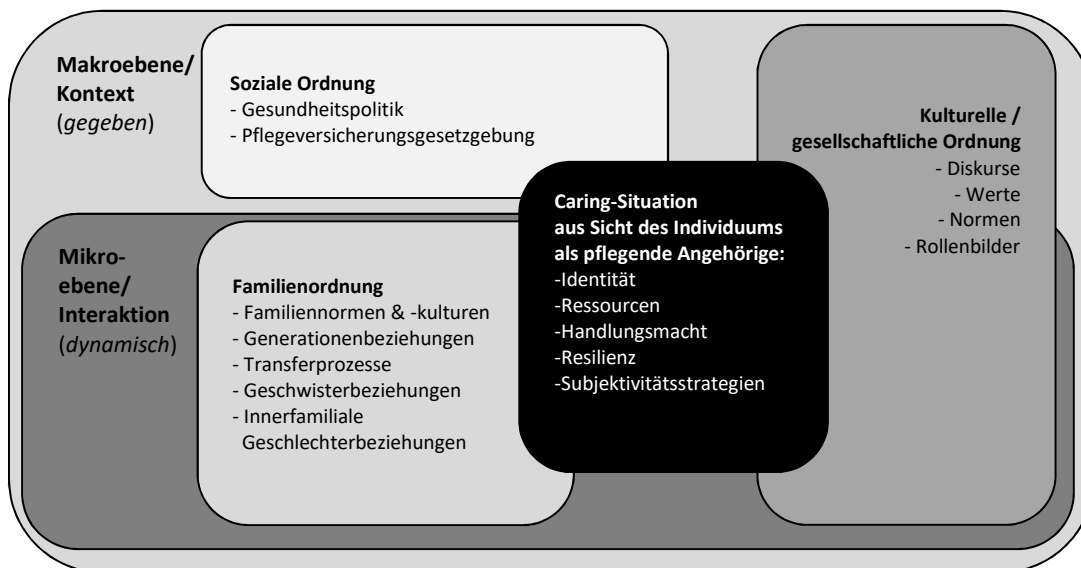 Makroebene/
Kontext
(gegeben)
Soziale Ordnung
- Gesundheitspolitik
- Pflegeversicherungsgesetzgebung
Kulturelle /
gesellschaftliche Ordnung
- Diskurse
- Werte
- Normen
- Rollenbilder
Caring-Situation
aus Sicht des Individuums
als pflegende Angehörige:
-Identität
-Ressourcen
-Handlungsmacht
-Resilienz
-Subjektivitätsstrategien
Mikro-
ebene/
Interaktion
(dynamisch)
Familienordnung
- Familiennormen & -kulturen
- Generationenbeziehungen
- Transferprozesse
- Geschwisterbeziehungen
- Innerfamiliale
Geschlechterbeziehungen